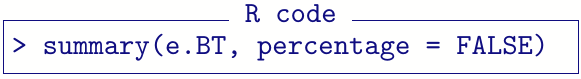 R code
> summary(e.BT, percentage = FALSE)